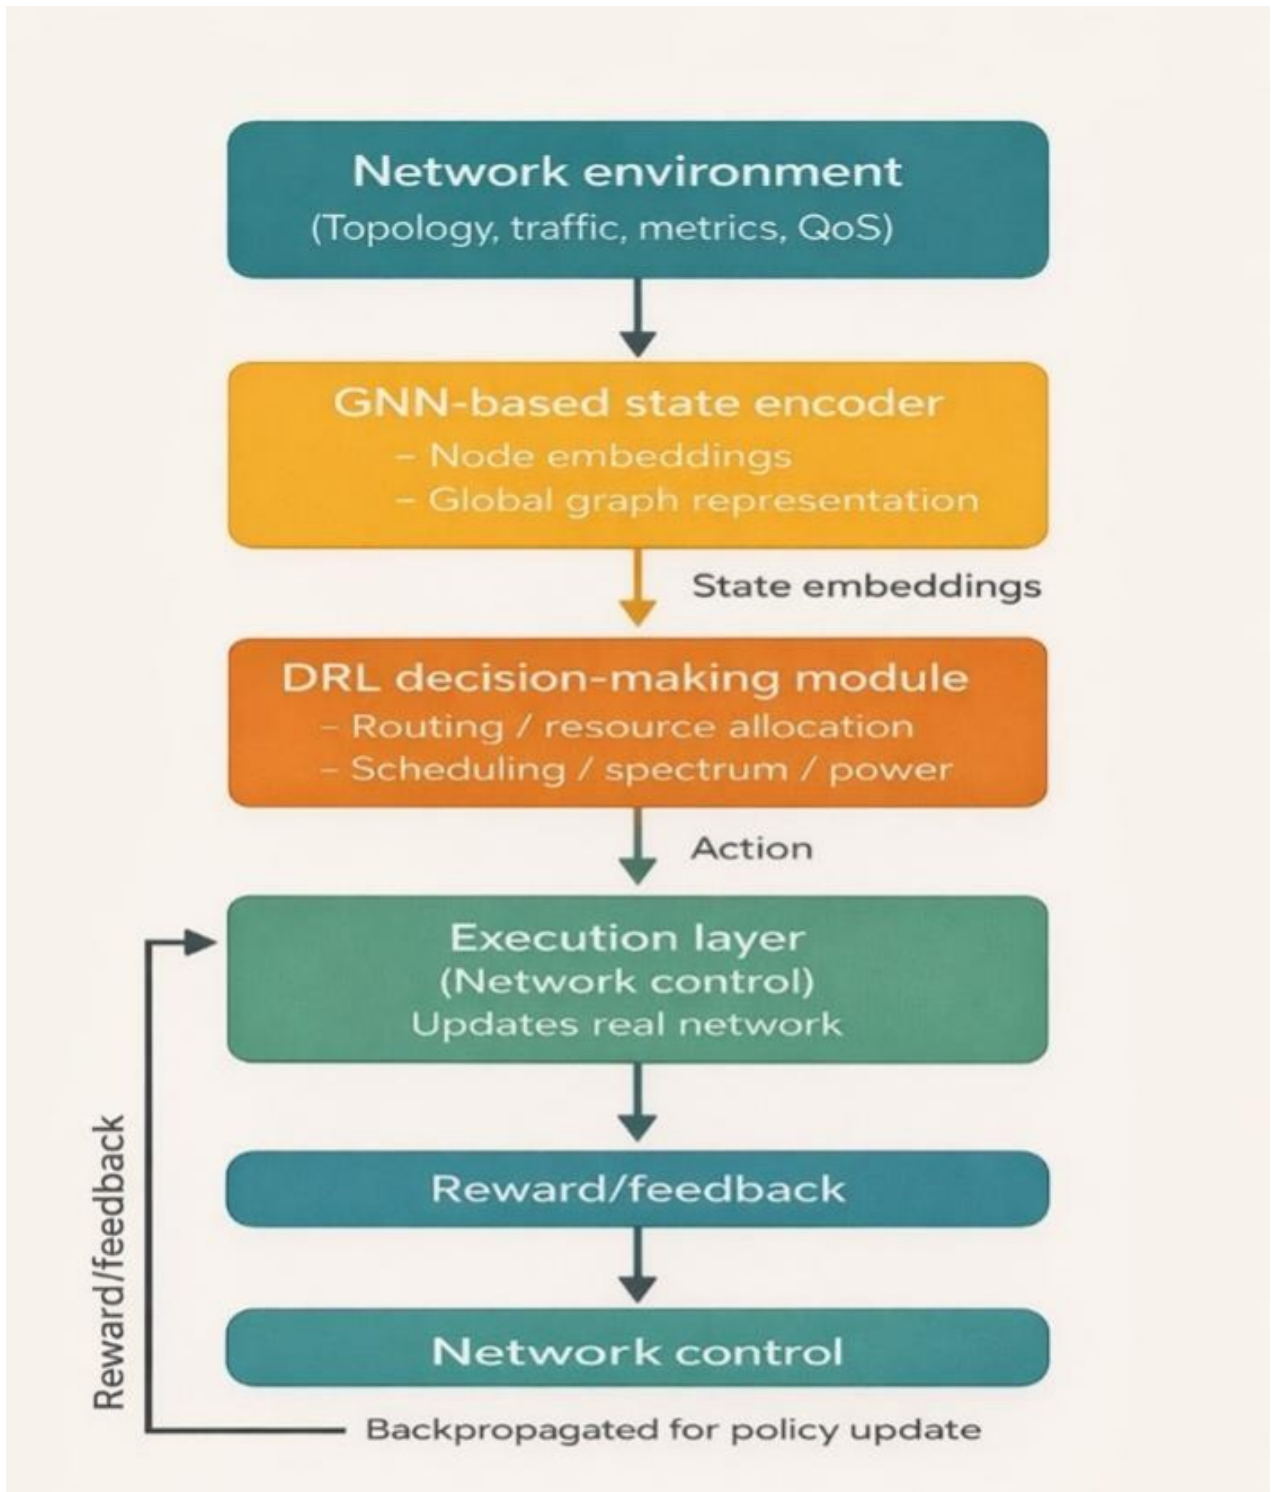 Network environment
(Topology, traffic, metrics, QoS)
GNN-based state encoder
– Node embeddings
– Global graph representation
State embeddings
DRL decision-making module
– Routing / resource allocation
– Scheduling / spectrum / power
Action
Execution layer
(Network control)
Updates real network
Reward/feedback
Reward/feedback
Network control
Backpropagated for policy update